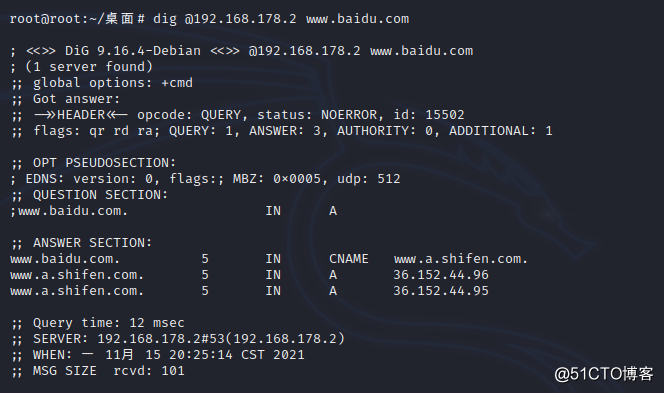 root@root:~/桌面# dig @192.168.178.2 www.baidu.com
; <<>> DiG 9.16.4-Debian <<>> @192.168.178.2 www.baidu.com
; (1 server found)
;; global options: +cmd
;; Got answer:
;; ->>HEADER<<- opcode: QUERY, status: NOERROR, id: 15502
;; flags: qr rd ra; QUERY: 1, ANSWER: 3, AUTHORITY: 0, ADDITIONAL: 1
;; OPT PSEUDOSECTION:
; EDNS: version: 0, flags:; MBZ: 0x0005, udp: 512
;; QUESTION SECTION:
;www.baidu.com. IN A
;; ANSWER SECTION:
www.baidu.com. 5 IN CNAME www.a.shifen.com.
www.a.shifen.com. 5 IN A 36.152.44.96
www.a.shifen.com. 5 IN A 36.152.44.95
;; Query time: 12 msec
;; SERVER: 192.168.178.2#53(192.168.178.2)
;; WHEN: 一 11月 15 20:25:14 CST 2021
;; MSG SIZE rcvd: 101
@51CTO博客